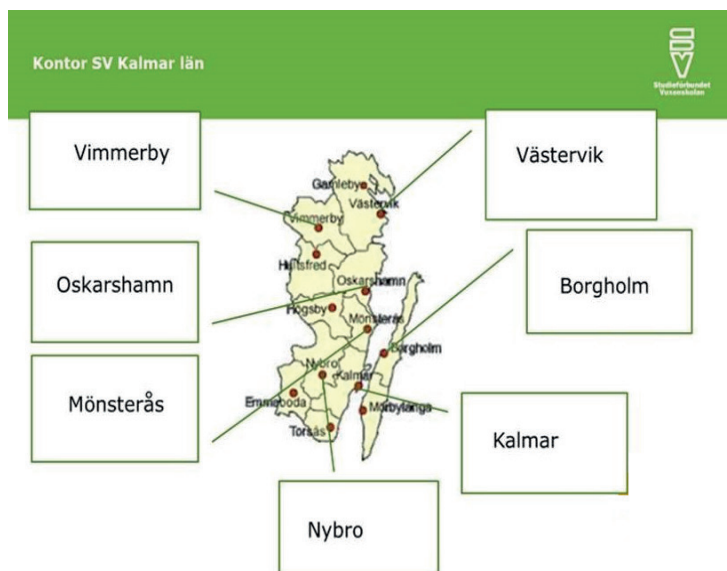 Kontor SV Kalmar län
Studieförbundet
Vuxenskolan
Vimmerby
Västervik
Gamleby
Västervik
Vimmerby
Hultsfred
Oskarshamn
Oskarshamn
Borgholm
Högsby
Mönsterås
Borgholm
Nybro
Kalmar
Mönsterås
Emmaboda
Mörbylånga
Torsås
Kalmar
Nybro